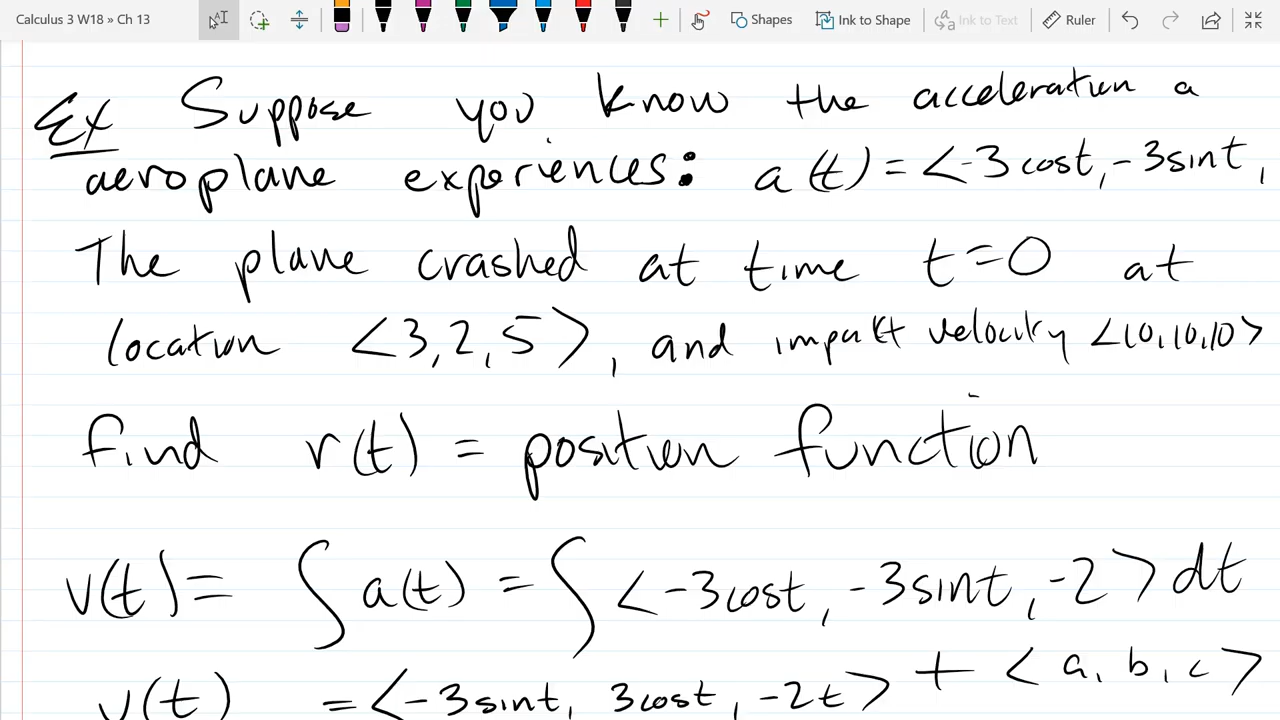 Calculus 3 W18 » Ch 13
Shapes
Ink to Shape
Ink to Text
Ruler
Ex Suppose you know the acceleration a
aeroplane experiences: a(t) = <-3cost, -3sint,
The plane crashed at time t=0 at
location <3,2,5>, and impakt velocity <10,10,10>
find r(t) = position function
v(t) = ∫ a(t) = ∫ <-3cost, -3sint, -2> dt
v(t) = <-3sint, 3cost, -2t> + <a, b, c>